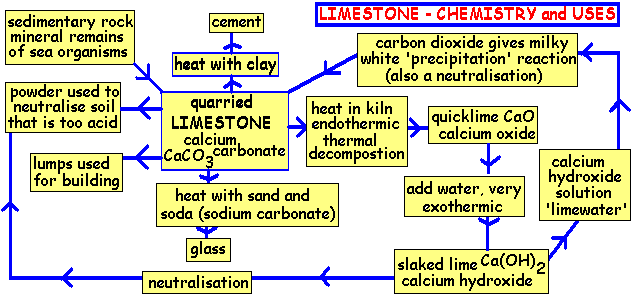 LIMESTONE - CHEMISTRY and USES
sedimentary rock
mineral remains
of sea organisms
cement
heat with clay
carbon dioxide gives milky
white 'precipitation' reaction
(also a neutralisation)
powder used to
neutralise soil
that is too acid
quarried
LIMESTONE
calcium
CaCO3 carbonate
heat in kiln
endothermic
thermal
decompostion
quicklime CaO
calcium oxide
lumps used
for building
calcium
hydroxide
solution
'limewater'
heat with sand and
soda (sodium carbonate)
add water, very
exothermic
glass
slaked lime Ca(OH)2
calcium hydroxide
neutralisation